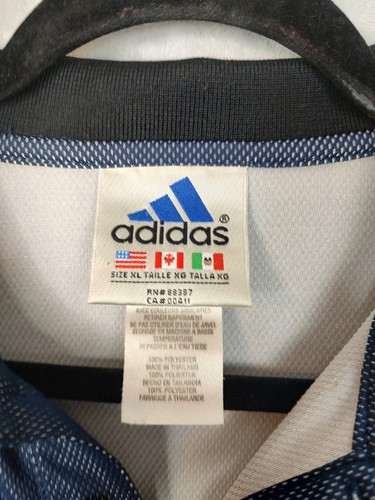 adidas®
SIZE XL TAILLE XG TALLA XG
RN# 88387
CA# 00411
AVEC COULEURS SIMILAIRES
RETIRER RAPIDEMENT
NE PAS UTILISER D'EAU DE JAVEL
SECHAGE EN MACHINE A BASSE
TEMPERATURE
REPASSER A L'EAU TIEDE
100% POLYESTER
MADE IN THAILAND
100% POLIESTER
HECHO EN TAILANDIA
100% POLYESTER
FABRIQUE A THAILANDE